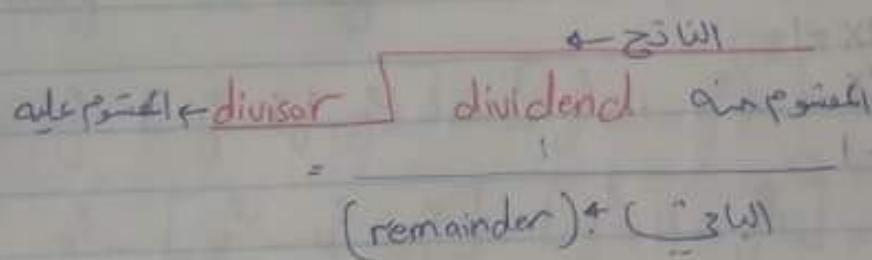 الناتج ←
المقسوم عليه ← divisor dividend المقسوم منه
=
(remainder) ← (الباقي